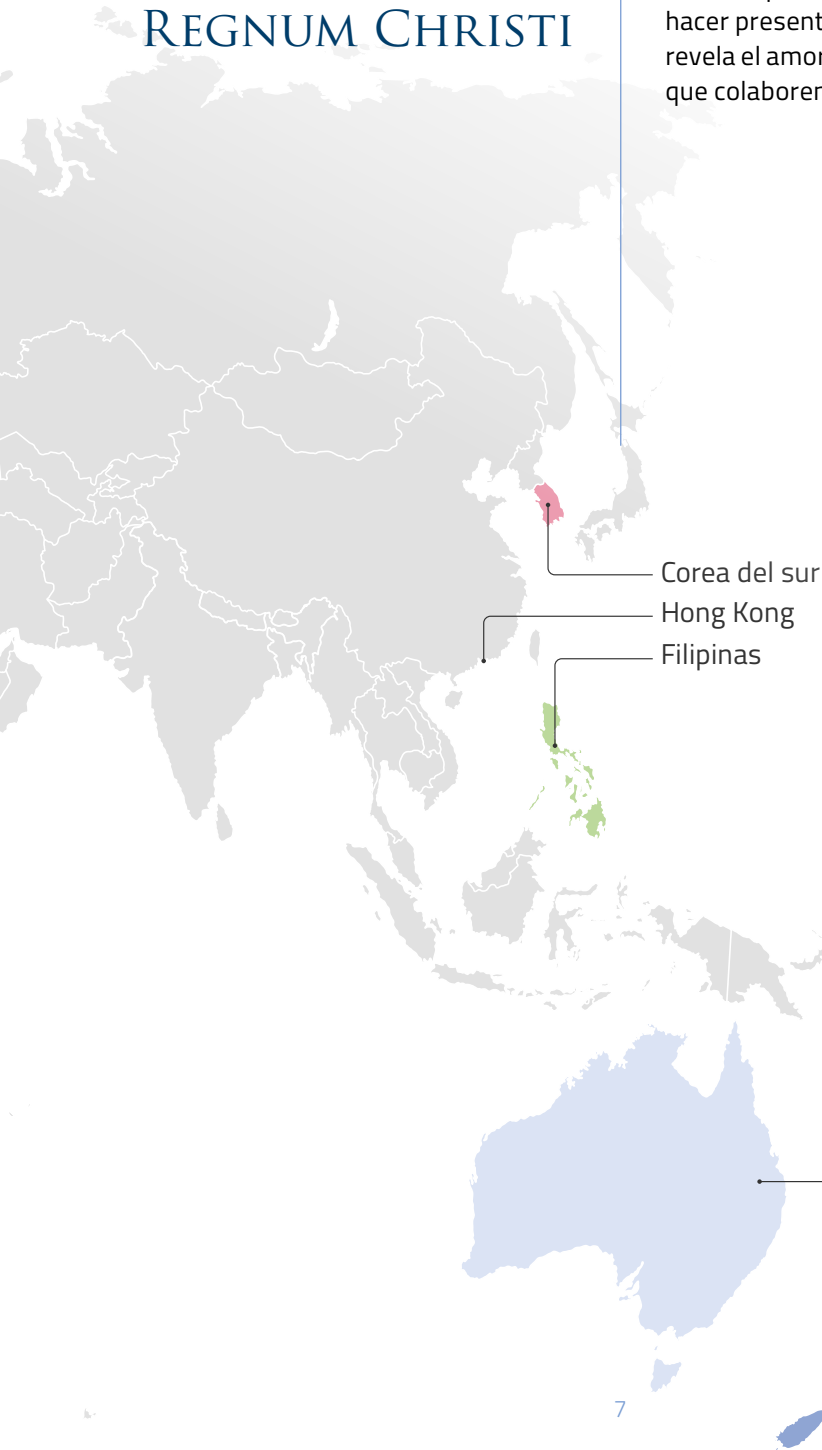 REGNUM CHRISTI
hacer present
revela el amor
que colaboren
Corea del sur
Hong Kong
Filipinas
7